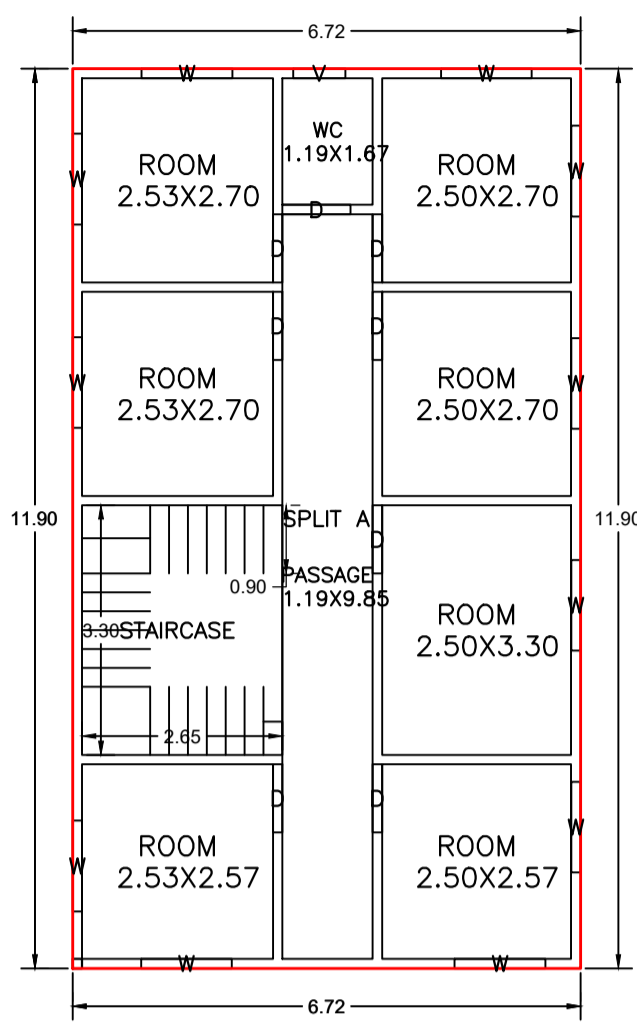 6.72
W
V
W
WC
1.19X1.67
ROOM
2.53X2.70
ROOM
2.50X2.70
W
W
D
D
D
D
D
ROOM
2.53X2.70
ROOM
2.50X2.70
W
W
11.90
SPLIT A
11.90
D
PASSAGE
1.19X9.85
0.90
3.30
STAIRCASE
ROOM
2.50X3.30
W
2.65
D
D
ROOM
2.53X2.57
ROOM
2.50X2.57
W
W
W
W
6.72